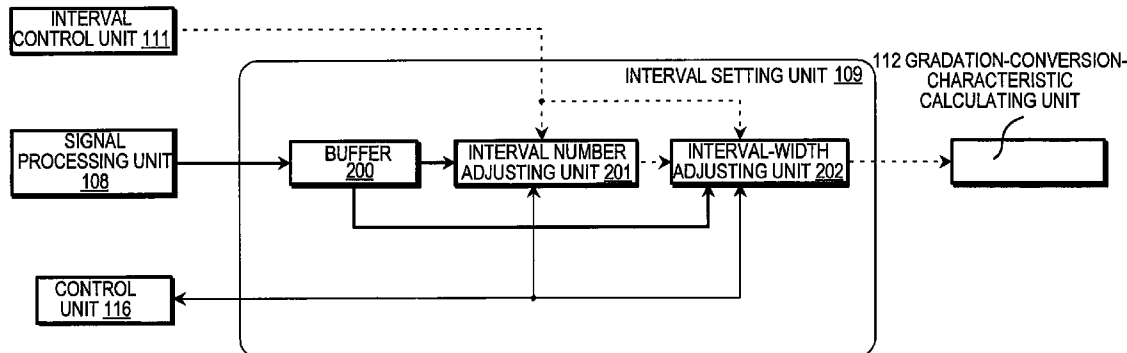 INTERVAL
CONTROL UNIT 111
INTERVAL SETTING UNIT 109
112 GRADATION-CONVERSION-
CHARACTERISTIC
CALCULATING UNIT
SIGNAL
PROCESSING UNIT
108
BUFFER
200
INTERVAL NUMBER
ADJUSTING UNIT 201
INTERVAL-WIDTH
ADJUSTING UNIT 202
CONTROL
UNIT 116